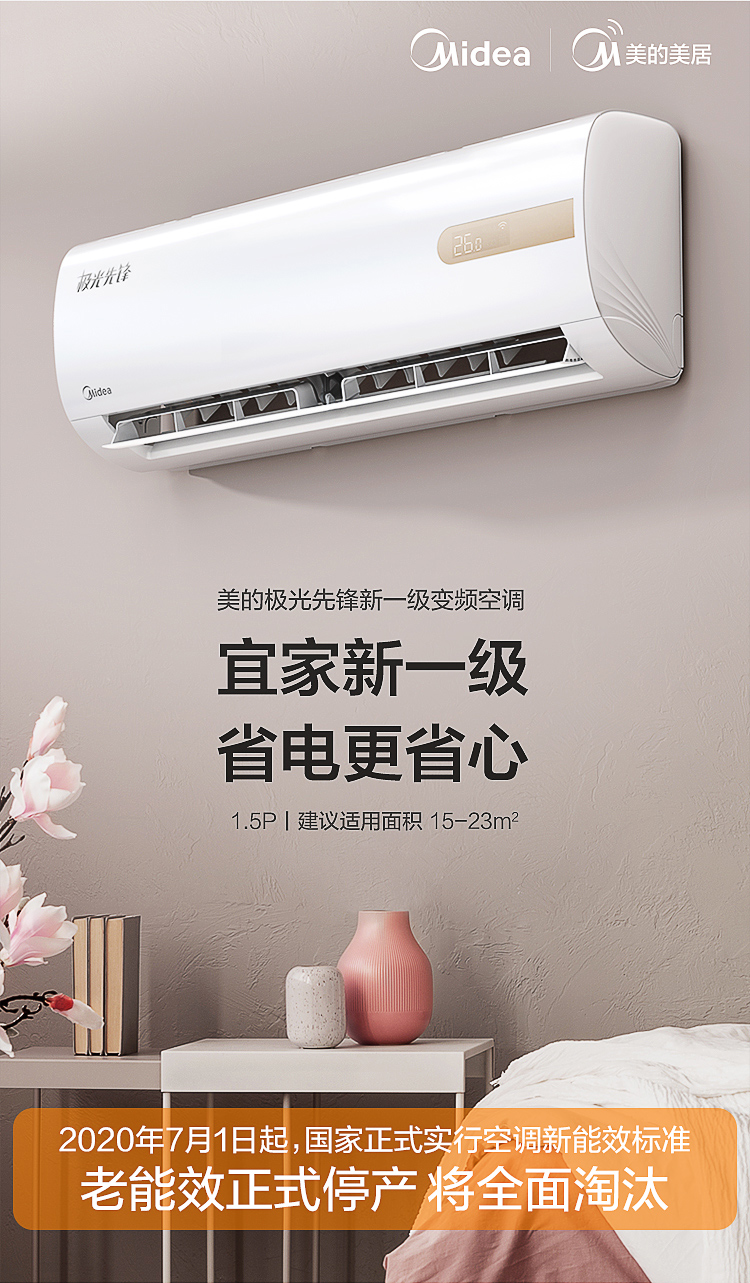 Midea
美的美居
26
极光先锋
Midea
美的极光先锋新一级变频空调
宜家新一级
省电更省心
1.5P丨建议适用面积 15-23m²
2020年7月1日起，国家正式实行空调新能效标准
老能效正式停产 将全面淘汰